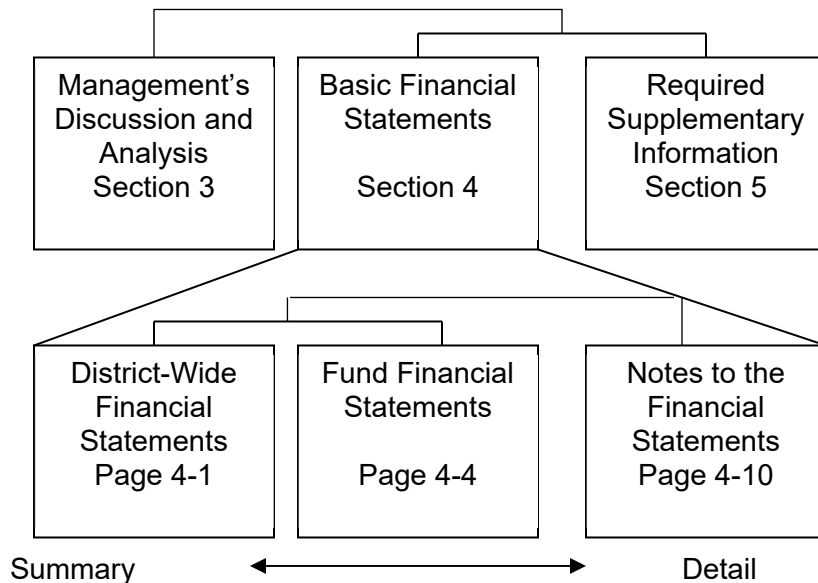 Management’s
Discussion and
Analysis
Section 3
Basic Financial
Statements
Section 4
Required
Supplementary
Information
Section 5
District-Wide
Financial
Statements
Page 4-1
Fund Financial
Statements
Page 4-4
Notes to the
Financial
Statements
Page 4-10
Summary
Detail